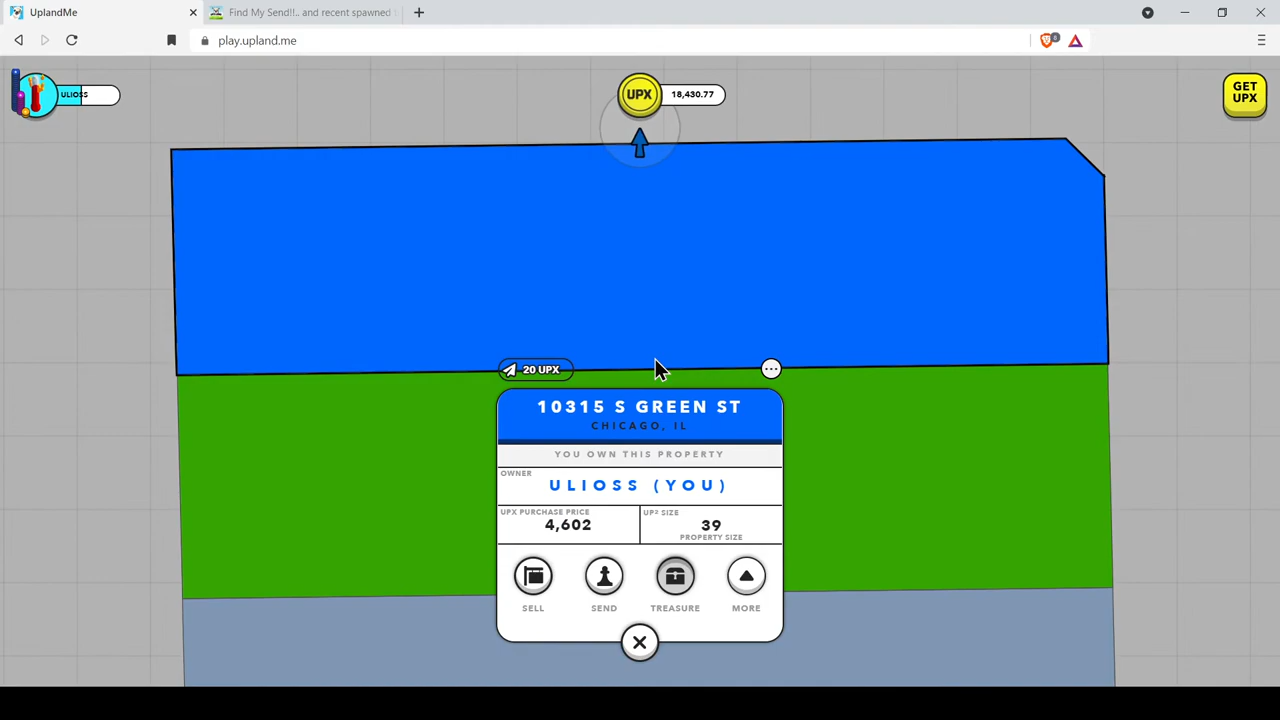 UplandMe
Find My Send!!.. and recent spawned
play.upland.me
8
ULIOSS
UPX
18,430.77
GET
UPX
20 UPX
10315 S GREEN ST
CHICAGO, IL
YOU OWN THIS PROPERTY
OWNER
ULIOSS (YOU)
UPX PURCHASE PRICE
4,602
UP² SIZE
39
PROPERTY SIZE
SELL
SEND
TREASURE
MORE